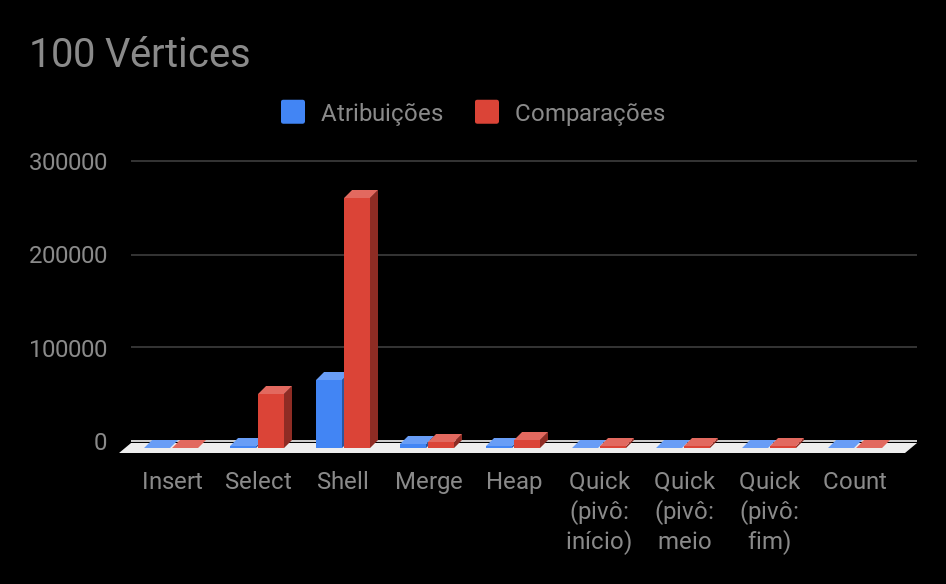 100 Vértices
Atribuições
Comparações
300000
200000
100000
0
Insert
Select
Shell
Merge
Heap
Quick
(pivô:
início)
Quick
(pivô:
meio
Quick
(pivô:
fim)
Count